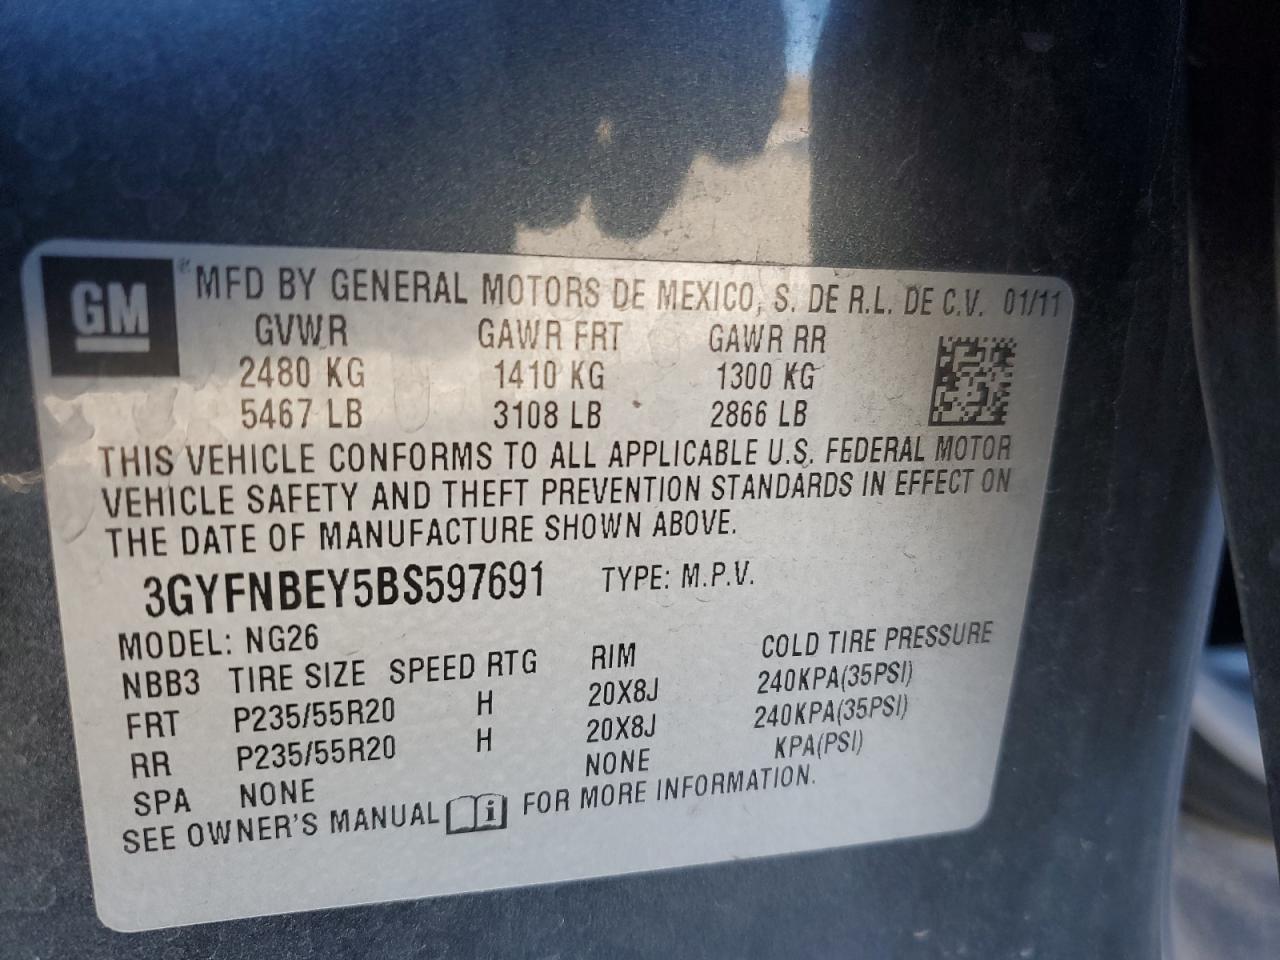 GM
® MFD BY GENERAL MOTORS DE MEXICO, S. DE R.L. DE C.V. 01/11
GVWR GAWR FRT GAWR RR
2480 KG 1410 KG 1300 KG
5467 LB 3108 LB 2866 LB
THIS VEHICLE CONFORMS TO ALL APPLICABLE U.S. FEDERAL MOTOR
VEHICLE SAFETY AND THEFT PREVENTION STANDARDS IN EFFECT ON
THE DATE OF MANUFACTURE SHOWN ABOVE.
3GYFNBEY5BS597691 TYPE: M.P.V.
MODEL: NG26
NBB3 TIRE SIZE SPEED RTG RIM COLD TIRE PRESSURE
FRT P235/55R20 H 20X8J 240KPA(35PSI)
RR P235/55R20 H 20X8J 240KPA(35PSI)
SPA NONE NONE KPA(PSI)
SEE OWNER'S MANUAL i FOR MORE INFORMATION.